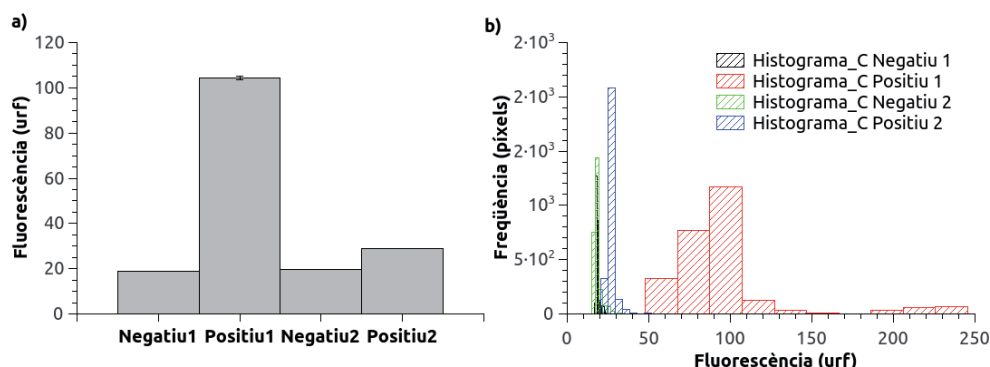 a)
Fluorescència (urf)
120
100
80
60
40
20
0
Negatiu1 Positiu1 Negatiu2 Positiu2
b)
Freqüència (píxels)
2·10³
2·10³
2·10³
1·10³
5·10²
0
0 50 100 150 200 250
Fluorescència (urf)
Histograma_C Negatiu 1
Histograma_C Positiu 1
Histograma_C Negatiu 2
Histograma_C Positiu 2